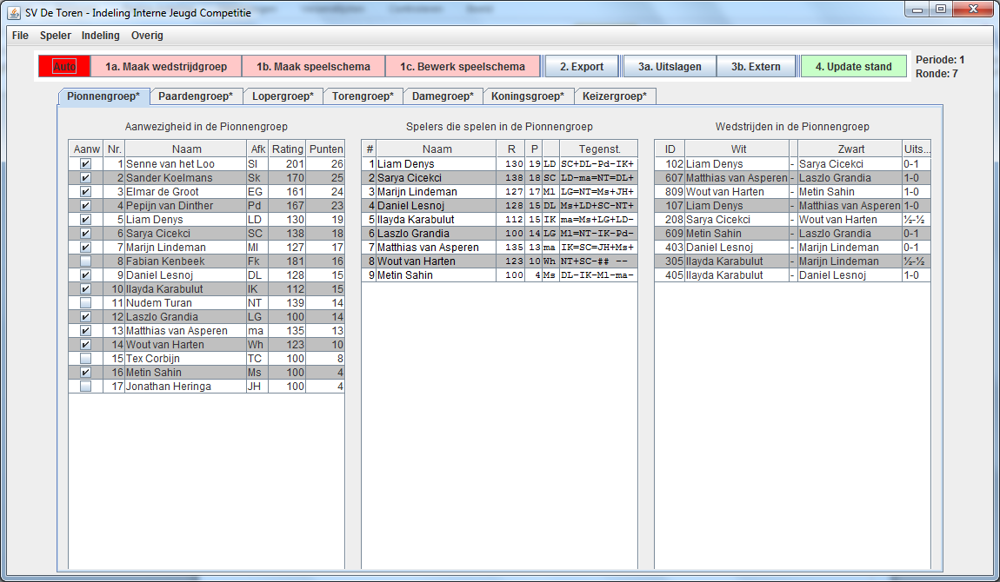 SV De Toren - Indeling Interne Jeugd Competitie
File Speler Indeling Overig
Auto 1a. Maak wedstrijdgroep 1b. Maak speelschema 1c. Bewerk speelschema 2. Export 3a. Uitslagen 3b. Extern 4. Update stand Periode: 1
Ronde: 7
Pionnengroep* Paardengroep* Lopergroep* Torengroep* Damegroep* Koningsgroep* Keizergroep*
Aanwezigheid in de Pionnengroep
Aanw Nr. Naam Afk Rating Punten
1 Senne van het Loo Sl 201 26
2 Sander Koelmans Sk 170 25
3 Elmar de Groot EG 161 24
4 Pepijn van Dinther Pd 167 23
5 Liam Denys LD 130 19
6 Sarya Cicekci SC 138 18
7 Marijn Lindeman Ml 127 17
8 Fabian Kenbeek Fk 181 16
9 Daniel Lesnoj DL 128 15
10 Ilayda Karabulut IK 112 15
11 Nudem Turan NT 139 14
12 Laszlo Grandia LG 100 14
13 Matthias van Asperen ma 135 13
14 Wout van Harten Wh 123 10
15 Tex Corbijn TC 100 8
16 Metin Sahin Ms 100 4
17 Jonathan Heringa JH 100 4
Spelers die spelen in de Pionnengroep
# Naam R P Tegenst.
1 Liam Denys 130 19 LD SC+DL-Pd-IK+
2 Sarya Cicekci 138 18 SC LD-ma=NT=DL+
3 Marijn Lindeman 127 17 Ml LG=NT=Ms+JH+
4 Daniel Lesnoj 128 15 DL Ms+LD+SC-NT+
5 Ilayda Karabulut 112 15 IK ma=Ms+LG+LD-
6 Laszlo Grandia 100 14 LG Ml=NT-IK-Pd-
7 Matthias van Asperen 135 13 ma IK=SC=JH+Ms+
8 Wout van Harten 123 10 Wh NT+SC-## --
9 Metin Sahin 100 4 Ms DL-IK-Ml-ma-
Wedstrijden in de Pionnengroep
ID Wit Zwart Uits...
102 Liam Denys - Sarya Cicekci 0-1
607 Matthias van Asperen - Laszlo Grandia 1-0
809 Wout van Harten - Metin Sahin 1-0
107 Liam Denys - Matthias van Asperen 1-0
208 Sarya Cicekci - Wout van Harten ½-½
609 Metin Sahin - Laszlo Grandia 0-1
403 Daniel Lesnoj - Marijn Lindeman 0-1
305 Ilayda Karabulut - Marijn Lindeman ½-½
405 Ilayda Karabulut - Daniel Lesnoj 1-0